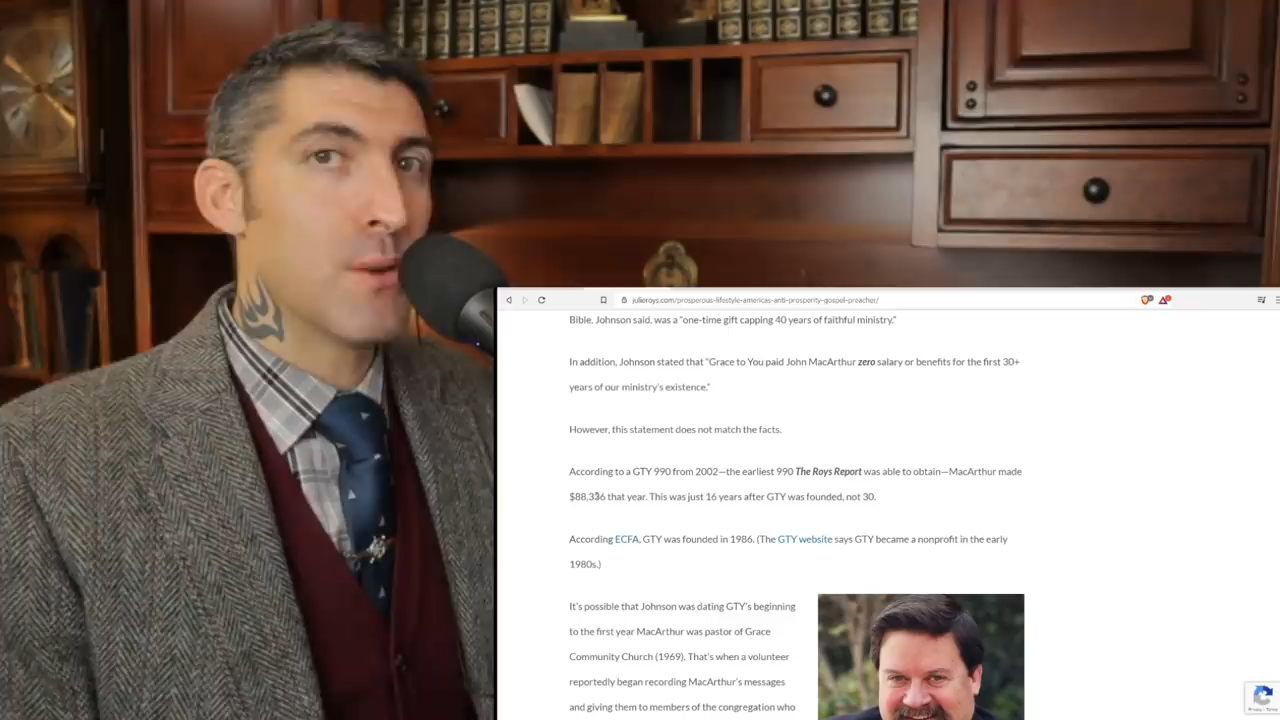 julieroys.com/prosperous-lifestyle-americas-anti-prosperity-gospel-preacher/
Bible. Johnson said, was a "one-time gift capping 40 years of faithful ministry."
In addition, Johnson stated that "Grace to You paid John MacArthur zero salary or benefits for the first 30+
years of our ministry's existence."
However, this statement does not match the facts.
According to a GTY 990 from 2002—the earliest 990 The Roys Report was able to obtain—MacArthur made
$88,336 that year. This was just 16 years after GTY was founded, not 30.
According ECFA, GTY was founded in 1986. (The GTY website says GTY became a nonprofit in the early
1980s.)
It's possible that Johnson was dating GTY's beginning
to the first year MacArthur was pastor of Grace
Community Church (1969). That's when a volunteer
reportedly began recording MacArthur's messages
and giving them to members of the congregation who